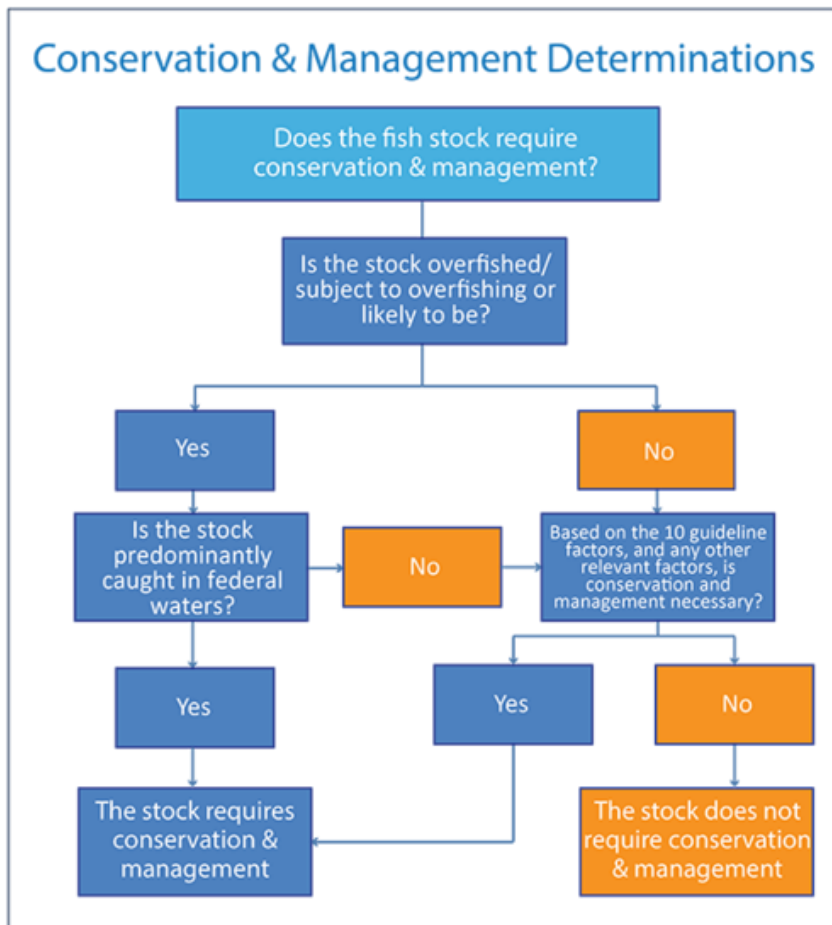 Conservation & Management Determinations
Does the fish stock require
conservation & management?
Is the stock overfished/
subject to overfishing or
likely to be?
Yes
No
Is the stock
predominantly
caught in federal
waters?
No
Based on the 10 guideline
factors, and any other
relevant factors, is
conservation and
management necessary?
Yes
Yes
No
The stock requires
conservation &
management
The stock does not
require conservation
& management